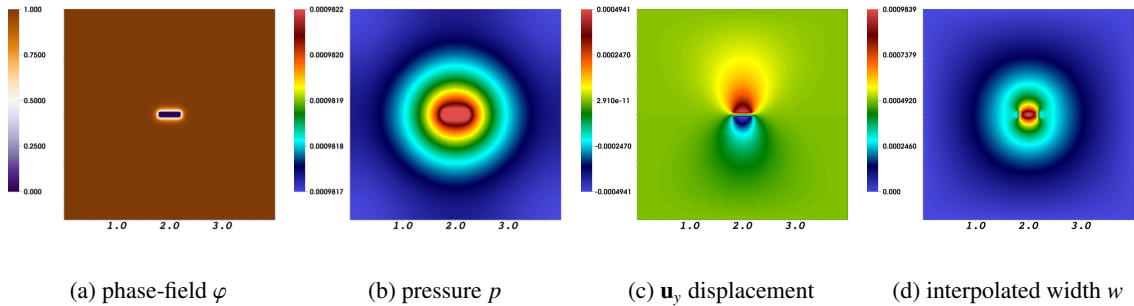 1.000
0.7500
0.5000
0.2500
0.000
1.0 2.0 3.0
0.0009822
0.0009820
0.0009819
0.0009818
0.0009817
1.0 2.0 3.0
0.0004941
0.0002470
2.910e-11
-0.0002470
-0.0004941
1.0 2.0 3.0
0.0009839
0.0007379
0.0004920
0.0002460
0.000
1.0 2.0 3.0
(a) phase-field φ
(b) pressure p
(c) u_y displacement
(d) interpolated width w